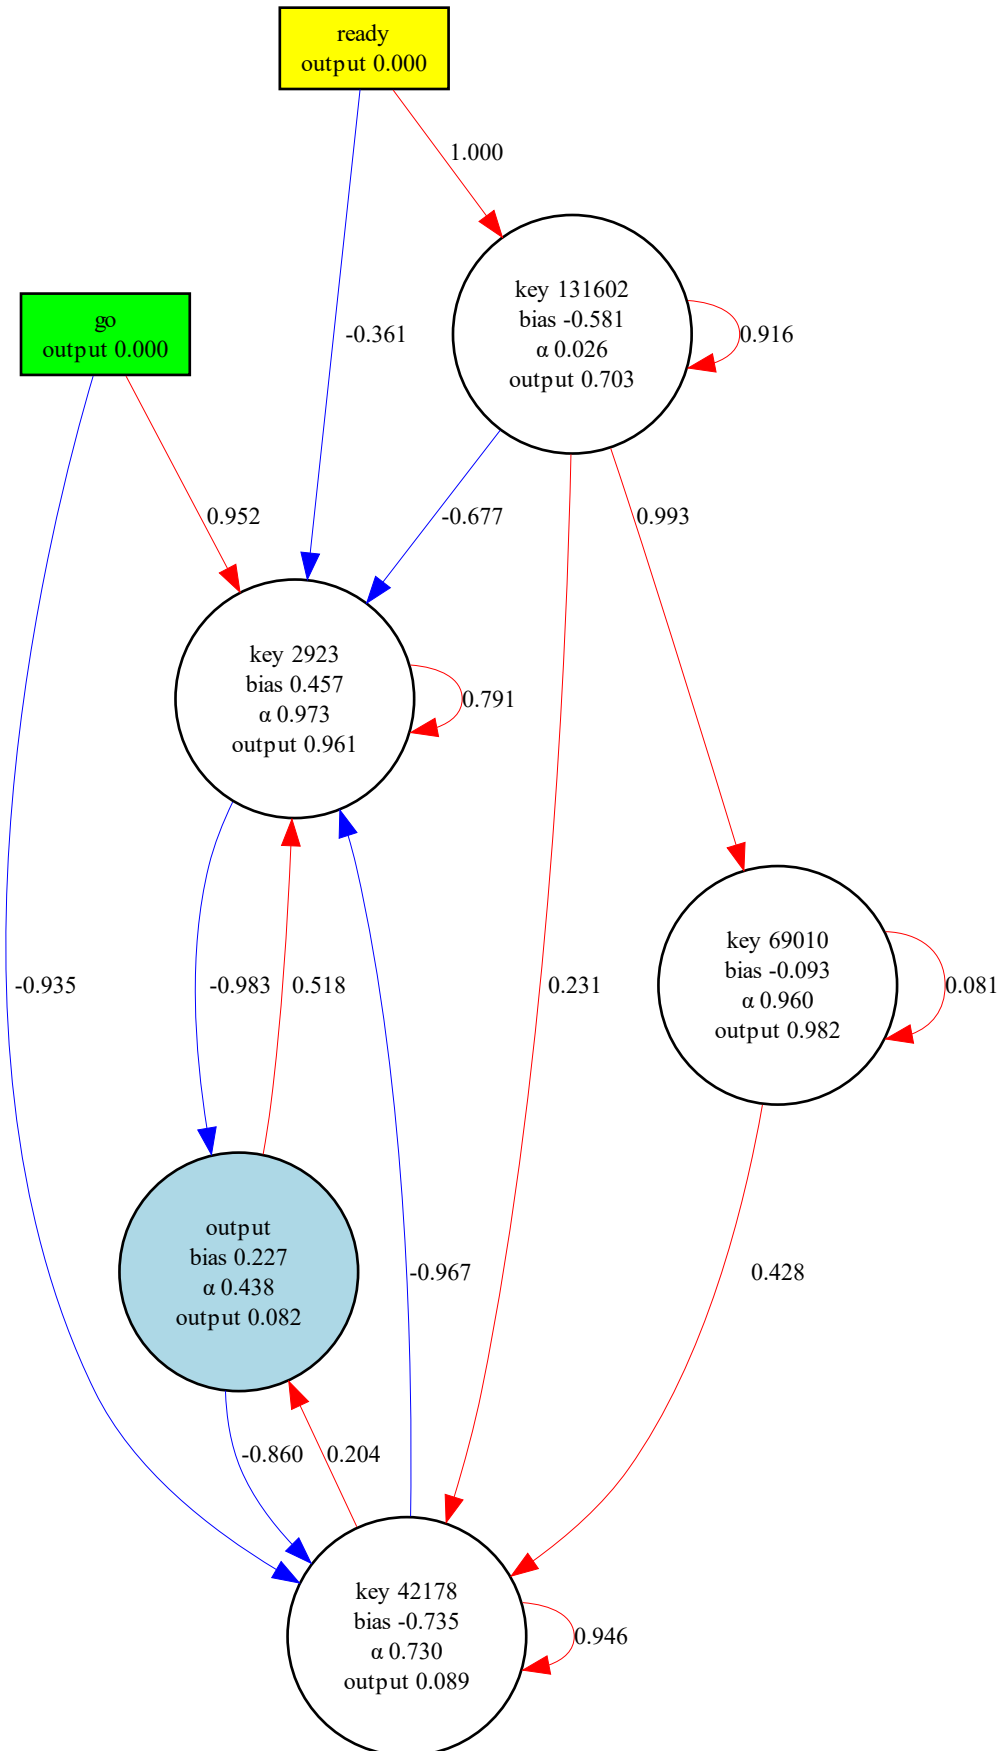 ready
output 0.000
1.000
go
output 0.000
key 131602
bias -0.581
α 0.026
output 0.703
-0.361
0.916
0.952
-0.677
0.993
key 2923
bias 0.457
α 0.973
output 0.961
0.791
key 69010
bias -0.093
α 0.960
output 0.982
-0.935
-0.983
0.518
0.231
0.081
output
bias 0.227
α 0.438
output 0.082
-0.967
0.428
-0.860
0.204
key 42178
bias -0.735
α 0.730
output 0.089
0.946